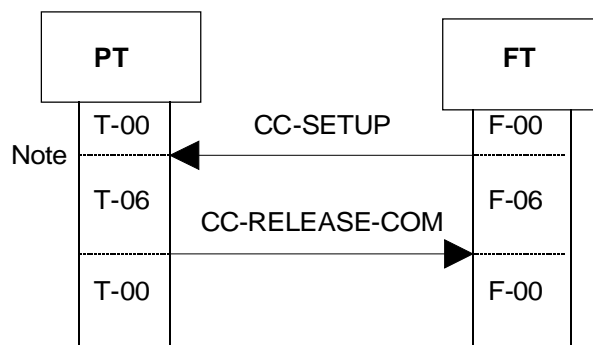 PT FT
T-00 CC-SETUP F-00
Note
T-06 F-06
CC-RELEASE-COM
T-00 F-00